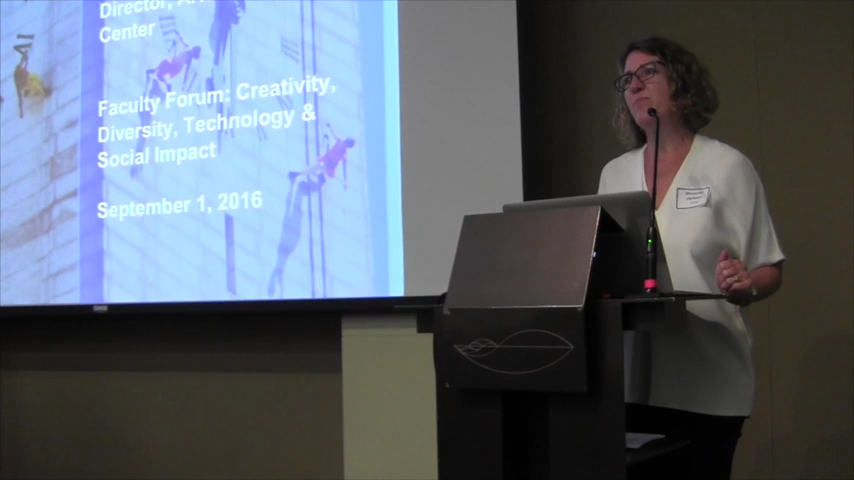 Director,
Center
Faculty Forum: Creativity,
Diversity, Technology &
Social Impact
September 1, 2016